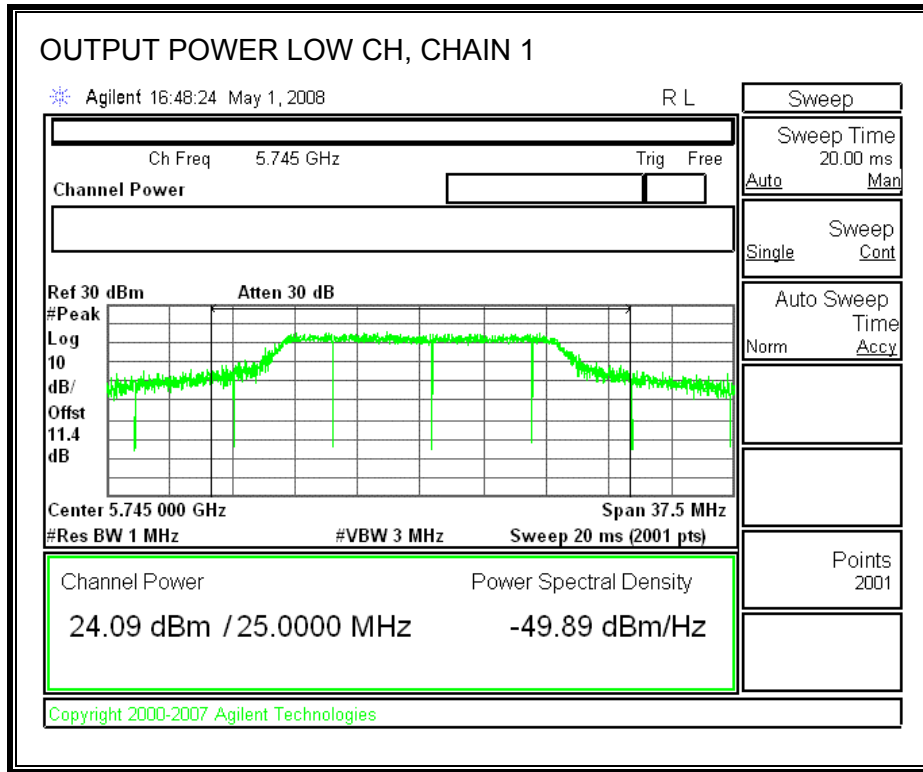 OUTPUT POWER LOW CH, CHAIN 1
Agilent 16:48:24 May 1, 2008 R L
Ch Freq 5.745 GHz Trig Free
Channel Power
Ref 30 dBm Atten 30 dB
#Peak
Log
10
dB/
Offst
11.4
dB
Center 5.745 000 GHz Span 37.5 MHz
#Res BW 1 MHz #VBW 3 MHz Sweep 20 ms (2001 pts)
Channel Power Power Spectral Density
24.09 dBm / 25.0000 MHz -49.89 dBm/Hz
Copyright 2000-2007 Agilent Technologies
Sweep
Sweep Time
20.00 ms
Auto Man
Sweep
Single Cont
Auto Sweep
Time
Norm Accy
Points
2001